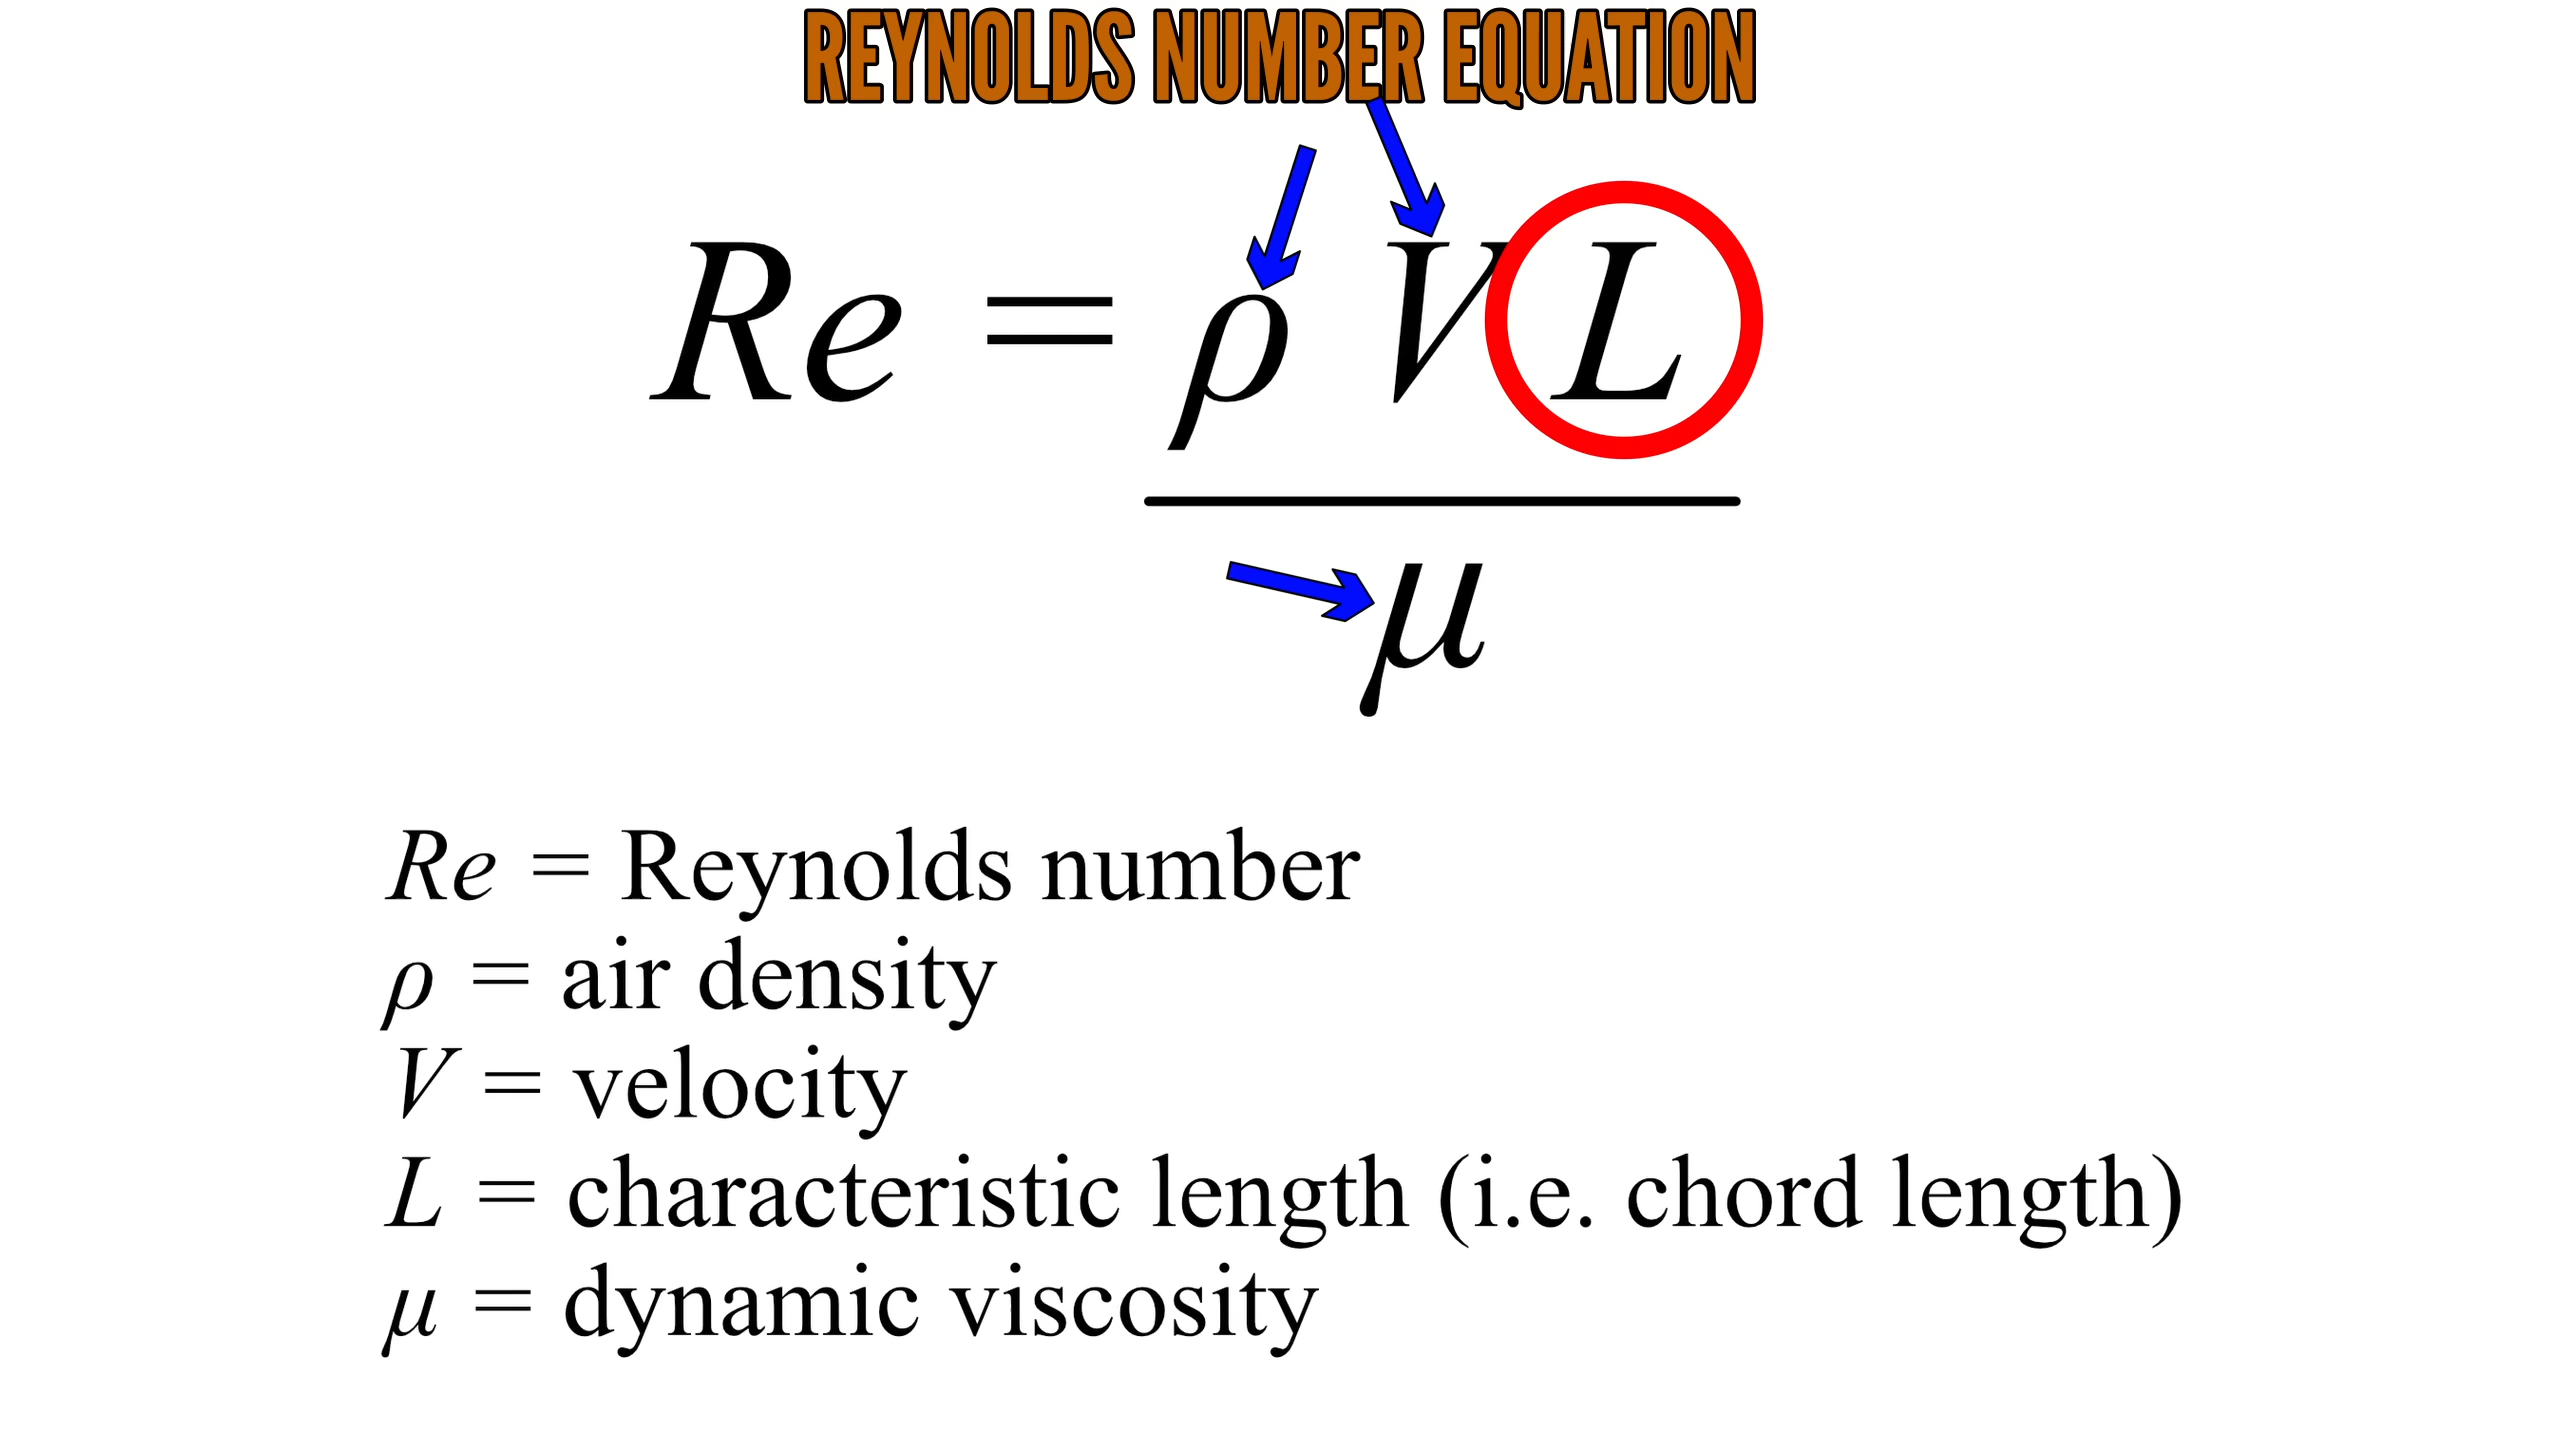 REYNOLDS NUMBER EQUATION
Re = ρ V L
μ
Re = Reynolds number
ρ = air density
V = velocity
L = characteristic length (i.e. chord length)
μ = dynamic viscosity